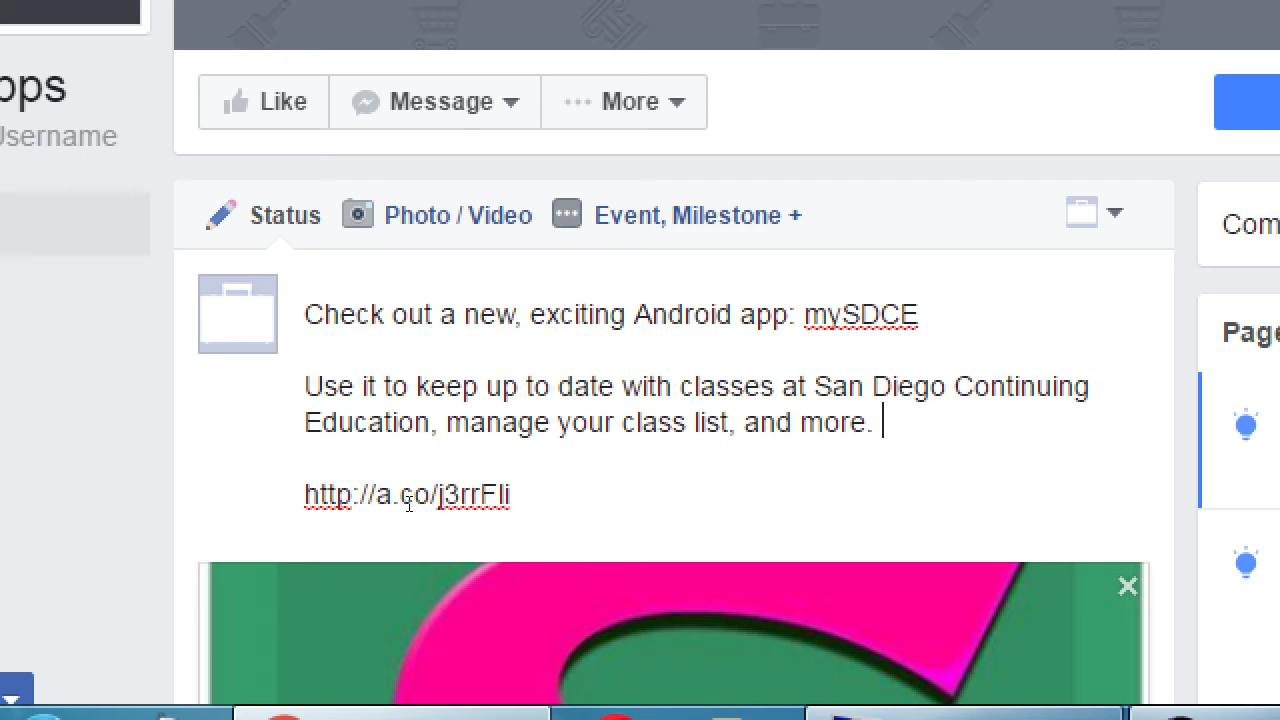 pps
Username
Like Message More
Status Photo / Video Event, Milestone +
Com
Check out a new, exciting Android app: mySDCE
Page
Use it to keep up to date with classes at San Diego Continuing
Education, manage your class list, and more.
http://a.co/j3rrFIi